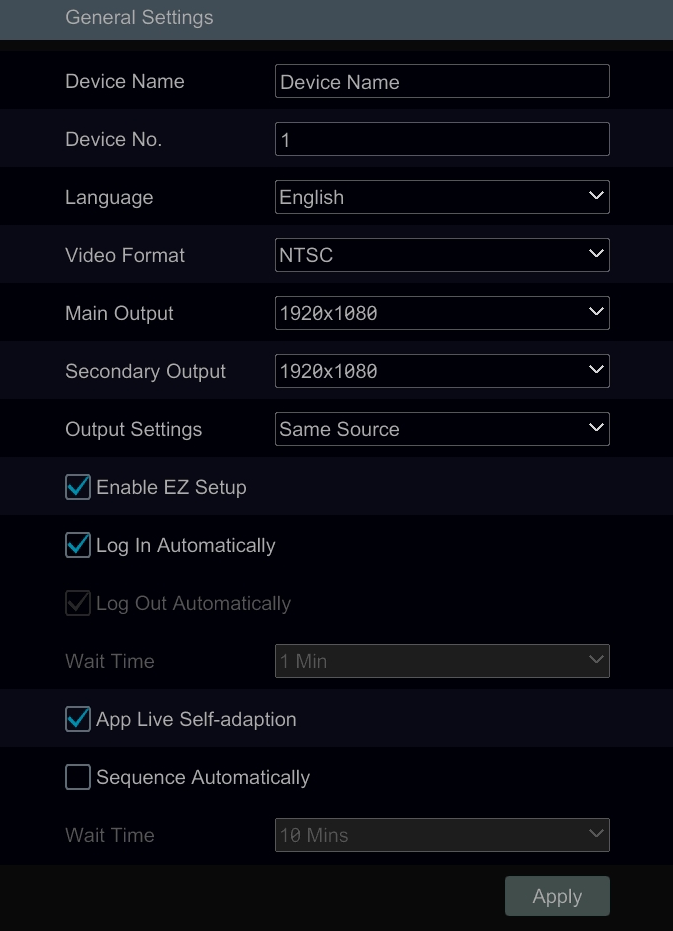 General Settings
Device Name Device Name
Device No. 1
Language English
Video Format NTSC
Main Output 1920x1080
Secondary Output 1920x1080
Output Settings Same Source
Enable EZ Setup
Log In Automatically
Log Out Automatically
Wait Time 1 Min
App Live Self-adaption
Sequence Automatically
Wait Time 10 Mins
Apply